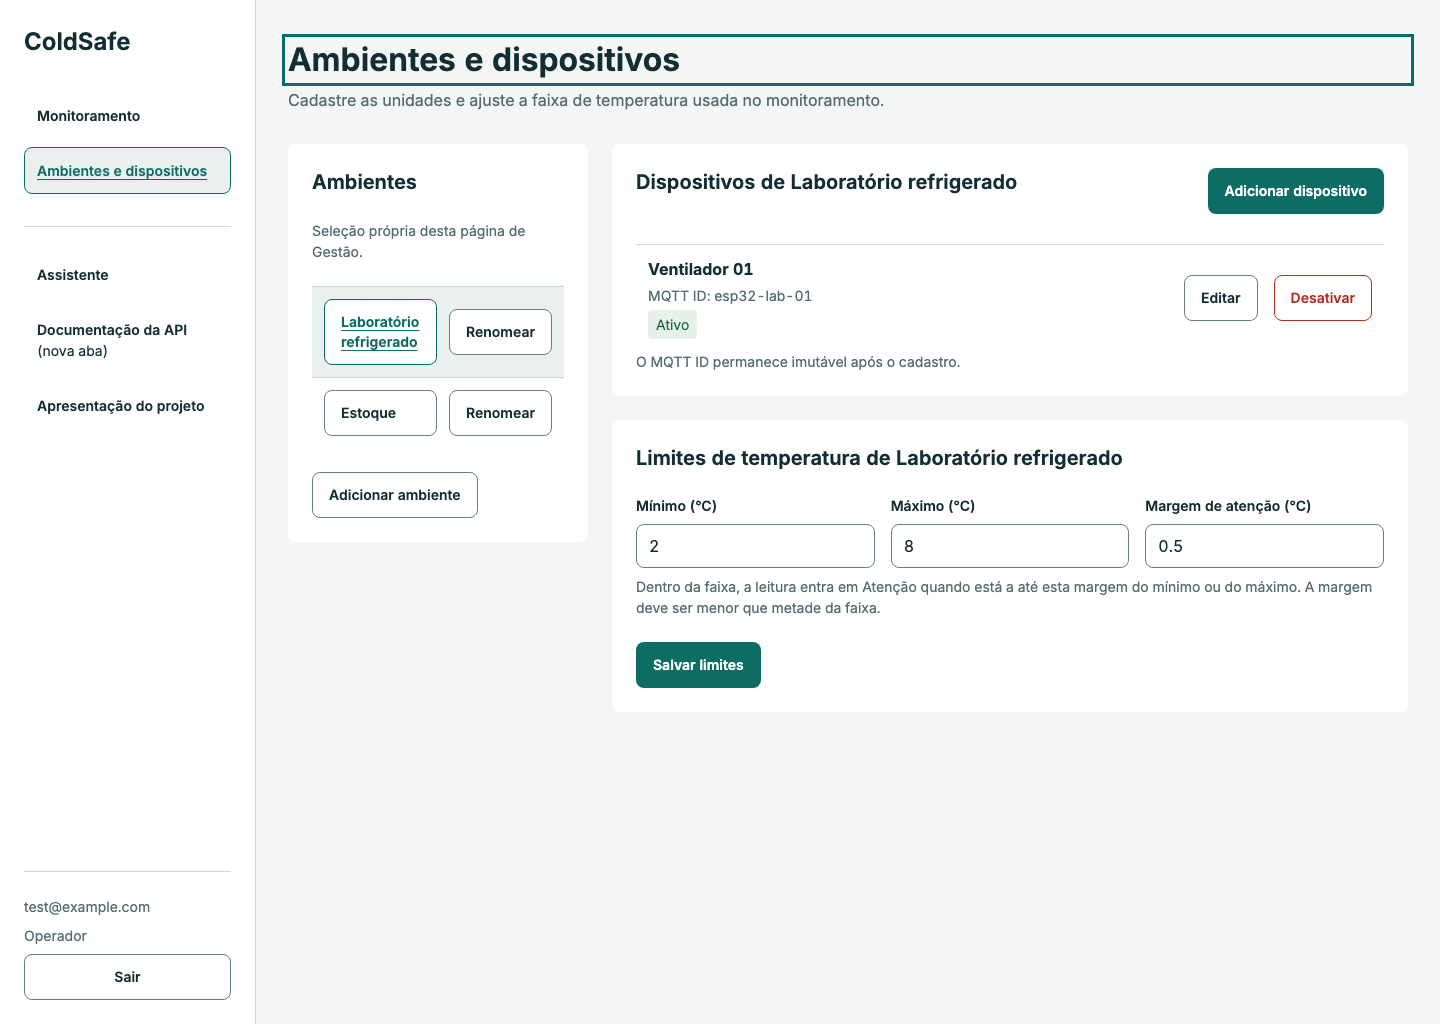 ColdSafe
Monitoramento
Ambientes e dispositivos
Assistente
Documentação da API
(nova aba)
Apresentação do projeto
test@example.com
Operador
Sair
Ambientes e dispositivos
Cadastre as unidades e ajuste a faixa de temperatura usada no monitoramento.
Ambientes
Seleção própria desta página de
Gestão.
Laboratório
refrigerado
Renomear
Estoque
Renomear
Adicionar ambiente
Dispositivos de Laboratório refrigerado
Adicionar dispositivo
Ventilador 01
MQTT ID: esp32-lab-01
Ativo
Editar
Desativar
O MQTT ID permanece imutável após o cadastro.
Limites de temperatura de Laboratório refrigerado
Mínimo (°C)
Máximo (°C)
Margem de atenção (°C)
2
8
0.5
Dentro da faixa, a leitura entra em Atenção quando está a até esta margem do mínimo ou do máximo. A margem
deve ser menor que metade da faixa.
Salvar limites